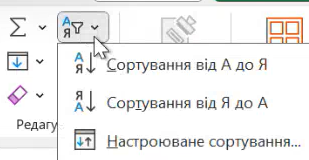 Сортування від А до Я
Сортування від Я до А
Настроюване сортування...
Редагу